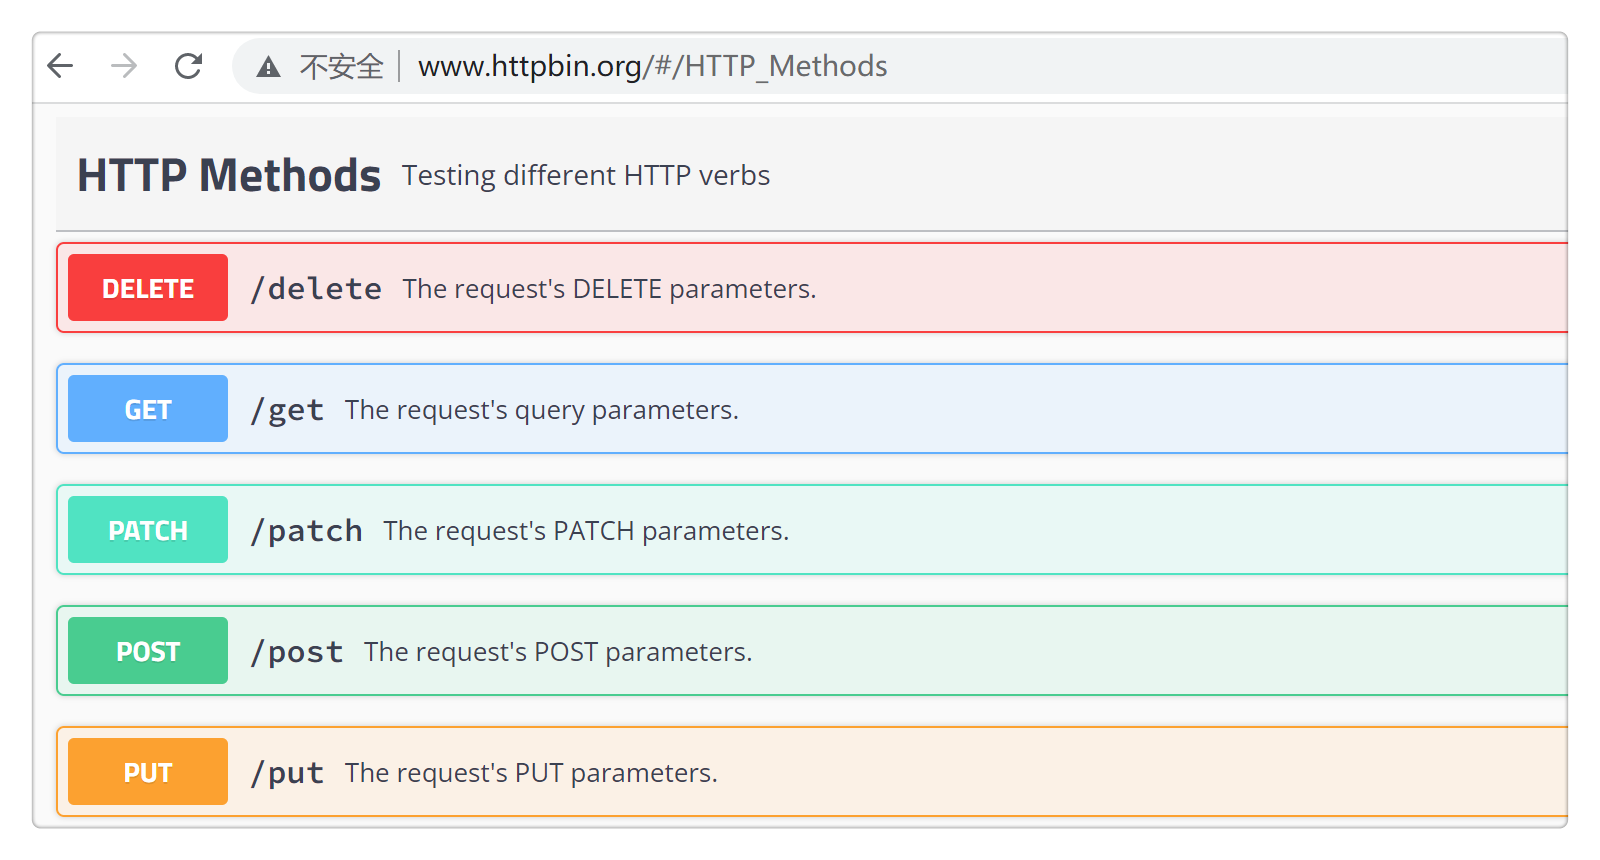 不安全 www.httpbin.org/#/HTTP_Methods
HTTP Methods Testing different HTTP verbs
DELETE /delete The request's DELETE parameters.
GET /get The request's query parameters.
PATCH /patch The request's PATCH parameters.
POST /post The request's POST parameters.
PUT /put The request's PUT parameters.